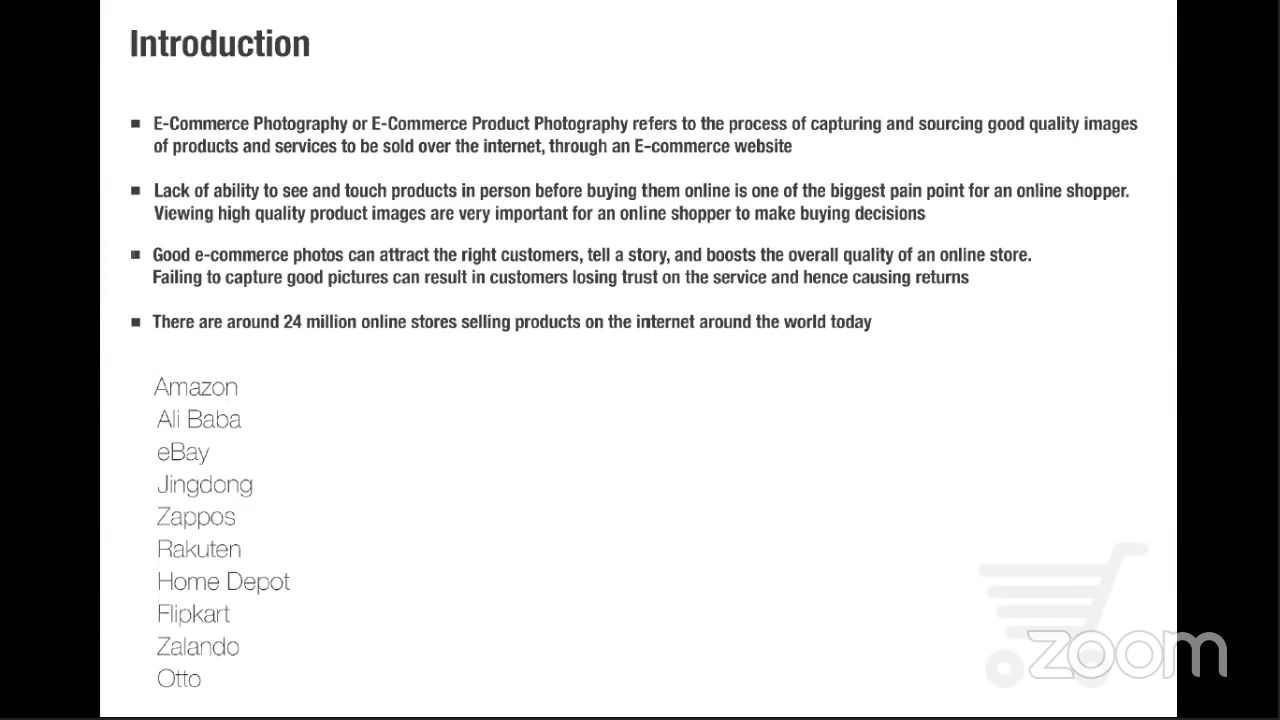 Introduction
■ E-Commerce Photography or E-Commerce Product Photography refers to the process of capturing and sourcing good quality images
of products and services to be sold over the internet, through an E-commerce website
■ Lack of ability to see and touch products in person before buying them online is one of the biggest pain point for an online shopper.
Viewing high quality product images are very important for an online shopper to make buying decisions
■ Good e-commerce photos can attract the right customers, tell a story, and boosts the overall quality of an online store.
Failing to capture good pictures can result in customers losing trust on the service and hence causing returns
■ There are around 24 million online stores selling products on the internet around the world today
Amazon
Ali Baba
eBay
Jingdong
Zappos
Rakuten
Home Depot
Flipkart
Zalando
Otto
zoom